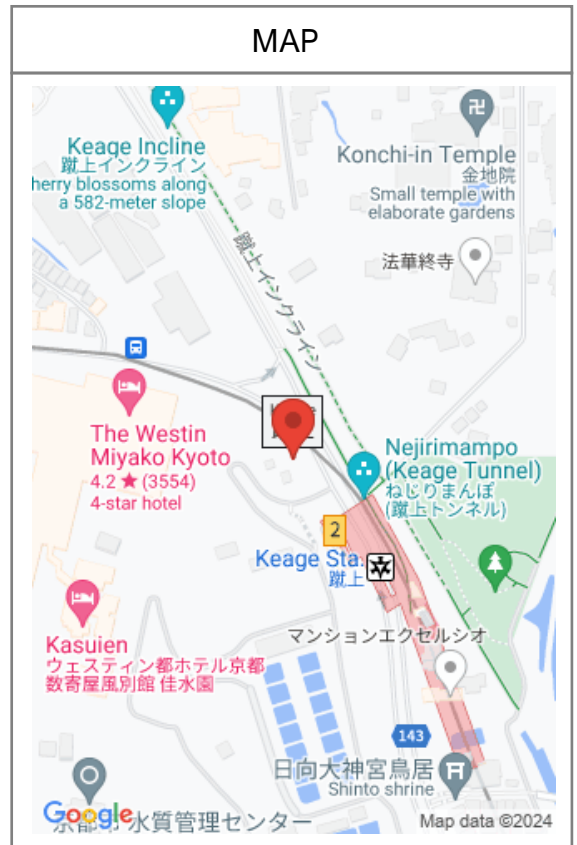 MAP
Keage Incline
蹴上インクライン
herry blossoms along
a 582-meter slope
Konchi-in Temple
金地院
Small temple with
elaborate gardens
法華終寺
蹴上インクライン
The Westin
Miyako Kyoto
4.2 ★ (3554)
4-star hotel
Nejirimampo
(Keage Tunnel)
ねじりまんぽ
(蹴上トンネル)
2
Keage Sta.
蹴上
マンションエクセルシオ
Kasuien
ウェスティン都ホテル京都
数寄屋風別館 佳水園
143
日向大神宮鳥居
Shinto shrine
Google
水質管理センター
Map data ©2024